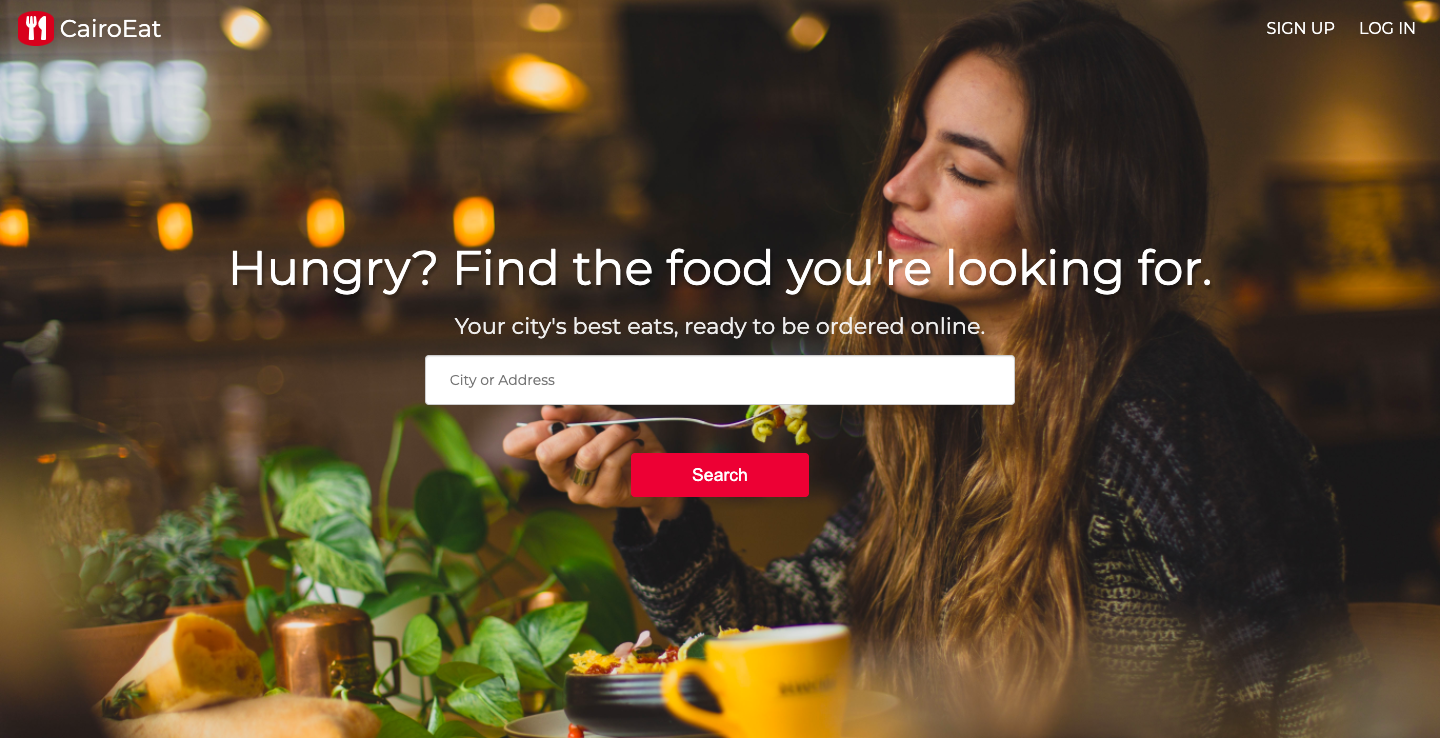 CairoEat
SIGN UP
LOG IN
ETTE
Hungry? Find the food you're looking for.
Your city's best eats, ready to be ordered online.
City or Address
Search